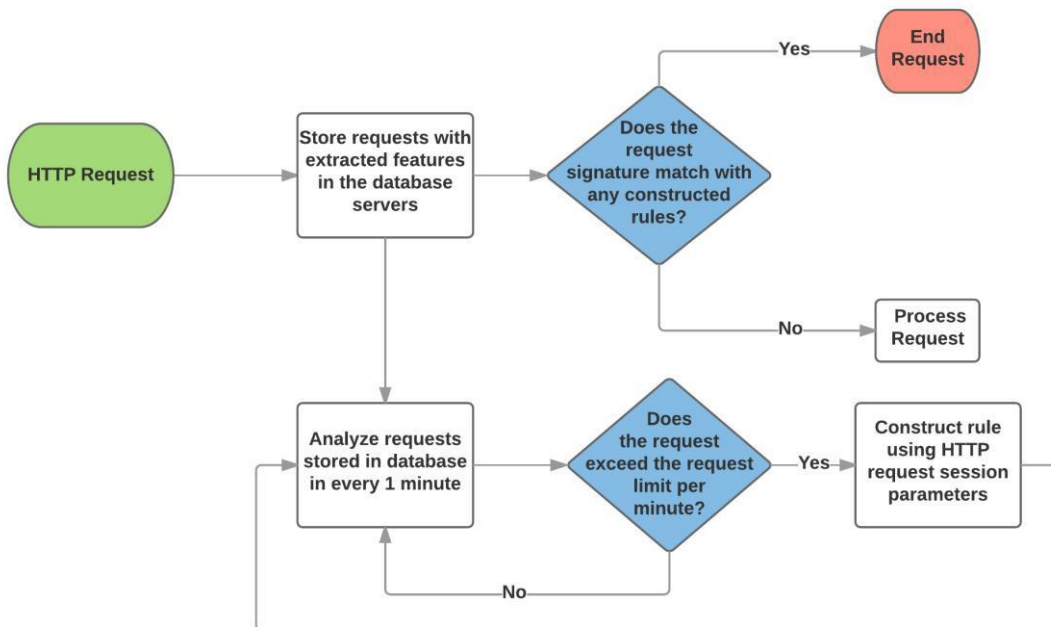 End
Request
Yes
Does the
request
signature match with
any constructed
rules?
HTTP Request
Store requests with
extracted features
in the database
servers
No
Process
Request
Analyze requests
stored in database
in every 1 minute
Does
the request
exceed the request
limit per
minute?
Yes
Construct rule
using HTTP
request session
parameters
No